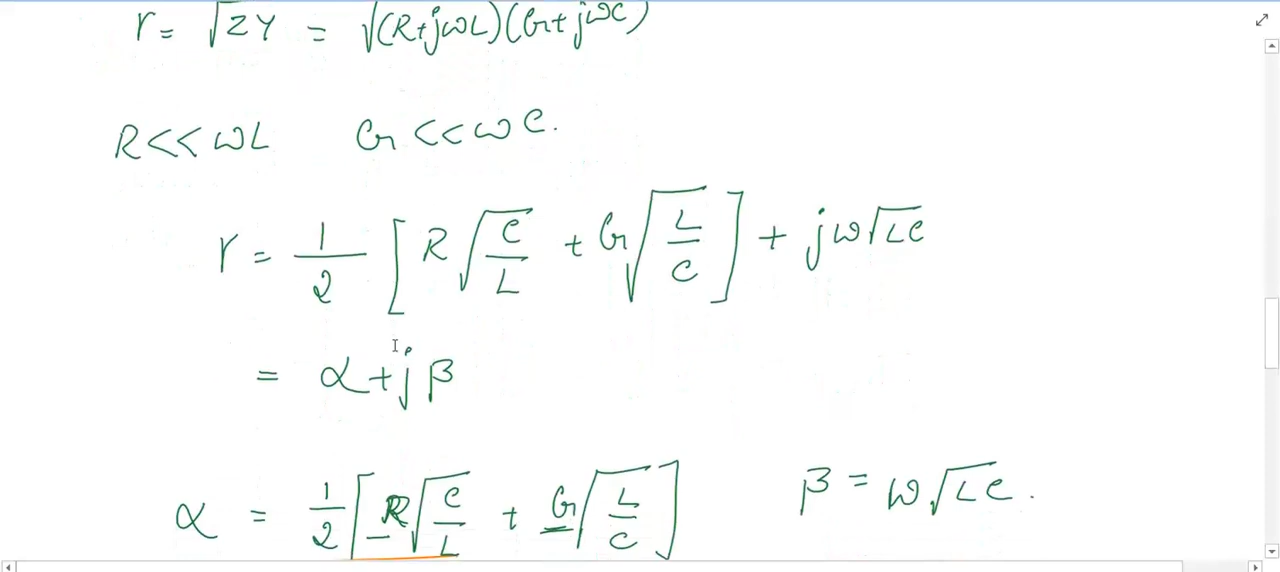 γ = √ZY = √(R+jωL)(G+jωC)
R<<ωL G<<ωC.
γ = 1/2 [R√C/L + G√L/C] + jω√LC
= α+jβ
α = 1/2 [R√C/L + G√L/C] β = ω√LC.